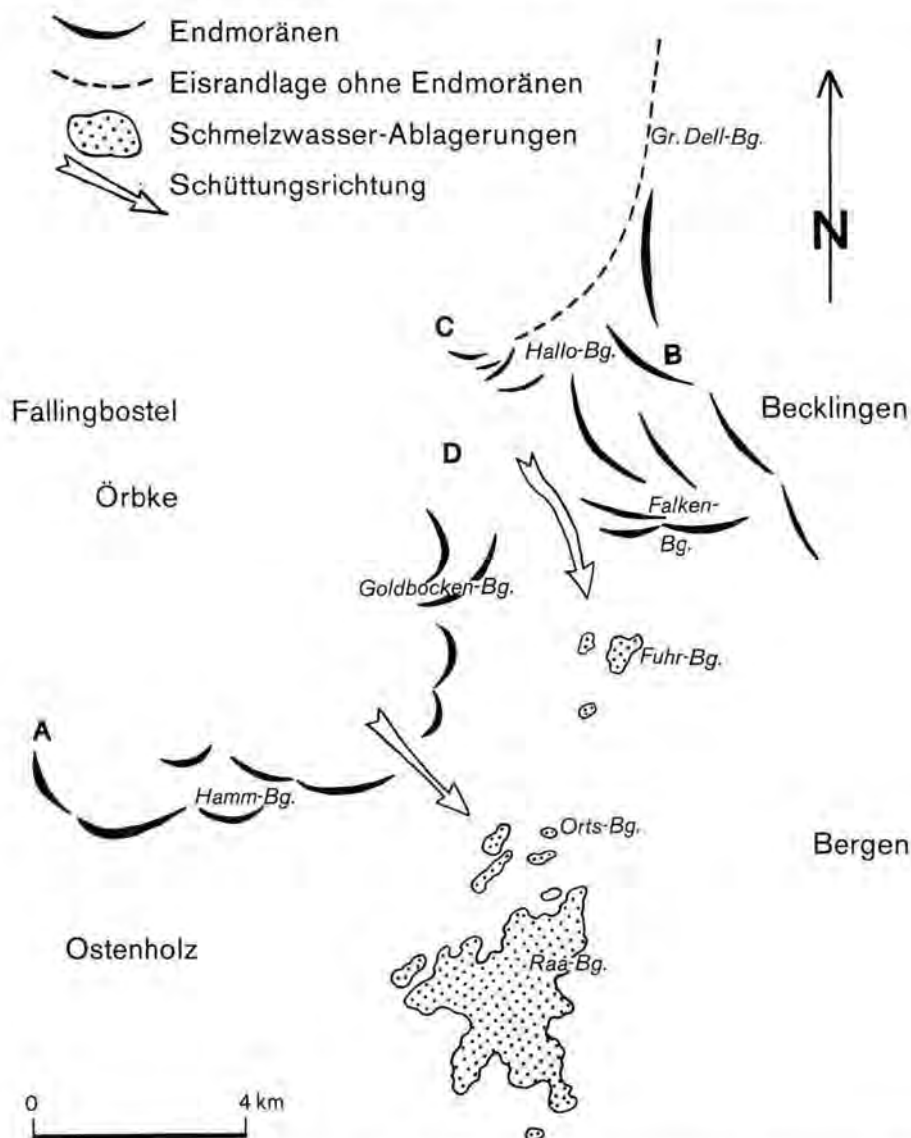 Endmoränen
Eisrandlage ohne Endmoränen
Schmelzwasser-Ablagerungen
Schüttungsrichtung
N
Gr. Dell-Bg.
C
Hallo-Bg.
B
Fallingbostel
Becklingen
D
Örbke
Falken-
Bg.
Goldbocken-Bg.
Fuhr-Bg.
A
Hamm-Bg.
Orts-Bg.
Bergen
Ostenholz
Raa-Bg.
0
4 km